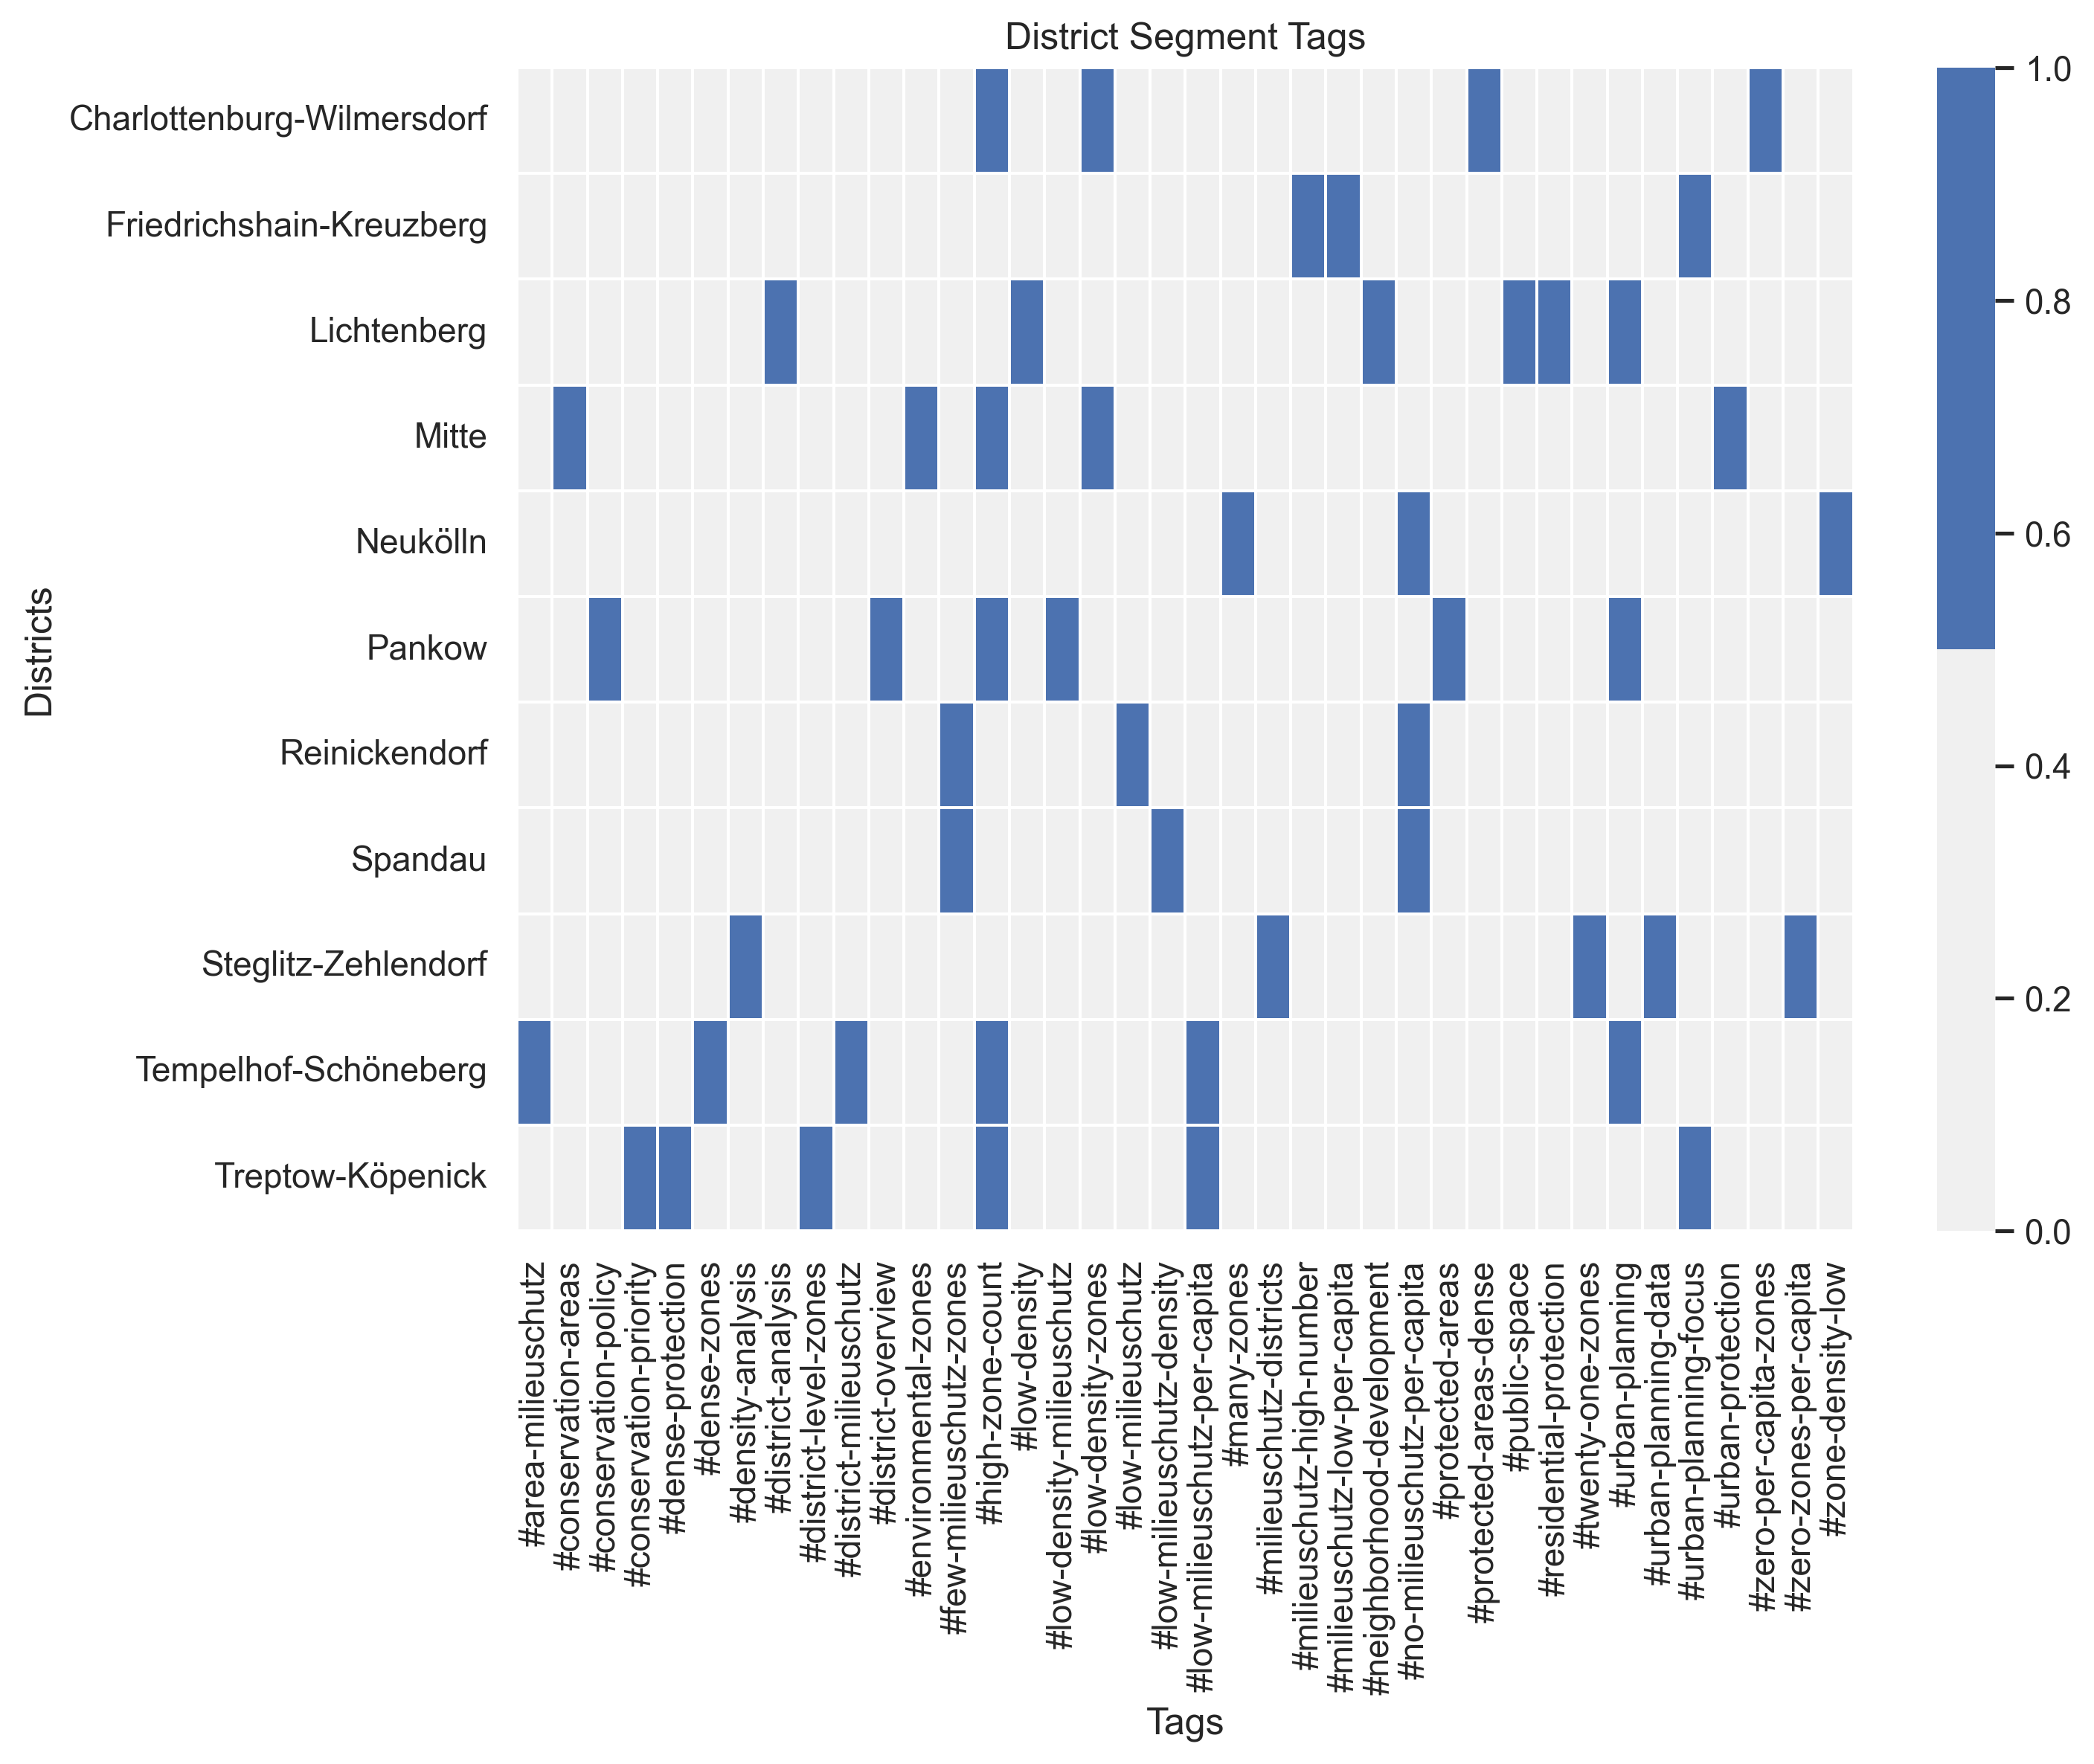 District Segment Tags
Charlottenburg-Wilmersdorf
Friedrichshain-Kreuzberg
Lichtenberg
Mitte
Neukölln
Pankow
Reinickendorf
Spandau
Steglitz-Zehlendorf
Tempelhof-Schöneberg
Treptow-Köpenick
Districts
#area-milieuschutz
#conservation-areas
#conservation-policy
#conservation-priority
#dense-protection
#dense-zones
#density-analysis
#district-analysis
#district-level-zones
#district-milieuschutz
#district-overview
#environmental-zones
#few-milieuschutz-zones
#high-zone-count
#low-density
#low-density-milieuschutz
#low-density-zones
#low-milieuschutz
#low-milieuschutz-density
#low-milieuschutz-per-capita
#many-zones
#milieuschutz-districts
#milieuschutz-high-number
#milieuschutz-low-per-capita
#neighborhood-development
#no-milieuschutz-per-capita
#protected-areas
#protected-areas-dense
#public-space
#residential-protection
#twenty-one-zones
#urban-planning
#urban-planning-data
#urban-planning-focus
#urban-protection
#zero-per-capita-zones
#zero-zones-per-capita
#zone-density-low
Tags
1.0
0.8
0.6
0.4
0.2
0.0